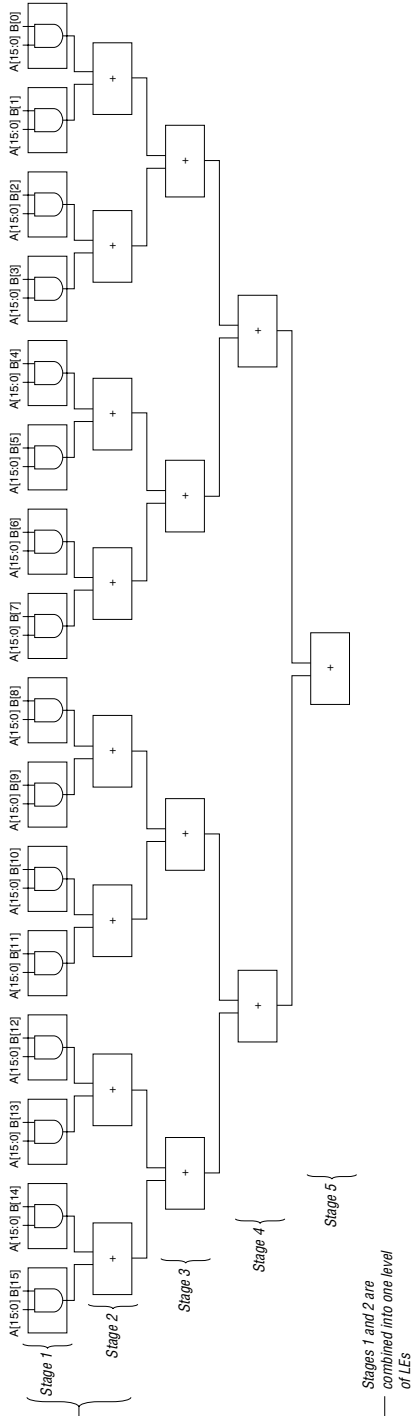 A[15:0] B[15]
A[15:0] B[14]
A[15:0] B[13]
A[15:0] B[12]
A[15:0] B[11]
A[15:0] B[10]
A[15:0] B[9]
A[15:0] B[8]
A[15:0] B[7]
A[15:0] B[6]
A[15:0] B[5]
A[15:0] B[4]
A[15:0] B[3]
A[15:0] B[2]
A[15:0] B[1]
A[15:0] B[0]
Stage 1
Stage 2
+
+
+
+
+
+
+
+
Stage 3
+
+
+
+
Stage 4
+
+
Stage 5
+
Stages 1 and 2 are
combined into one level
of LEs